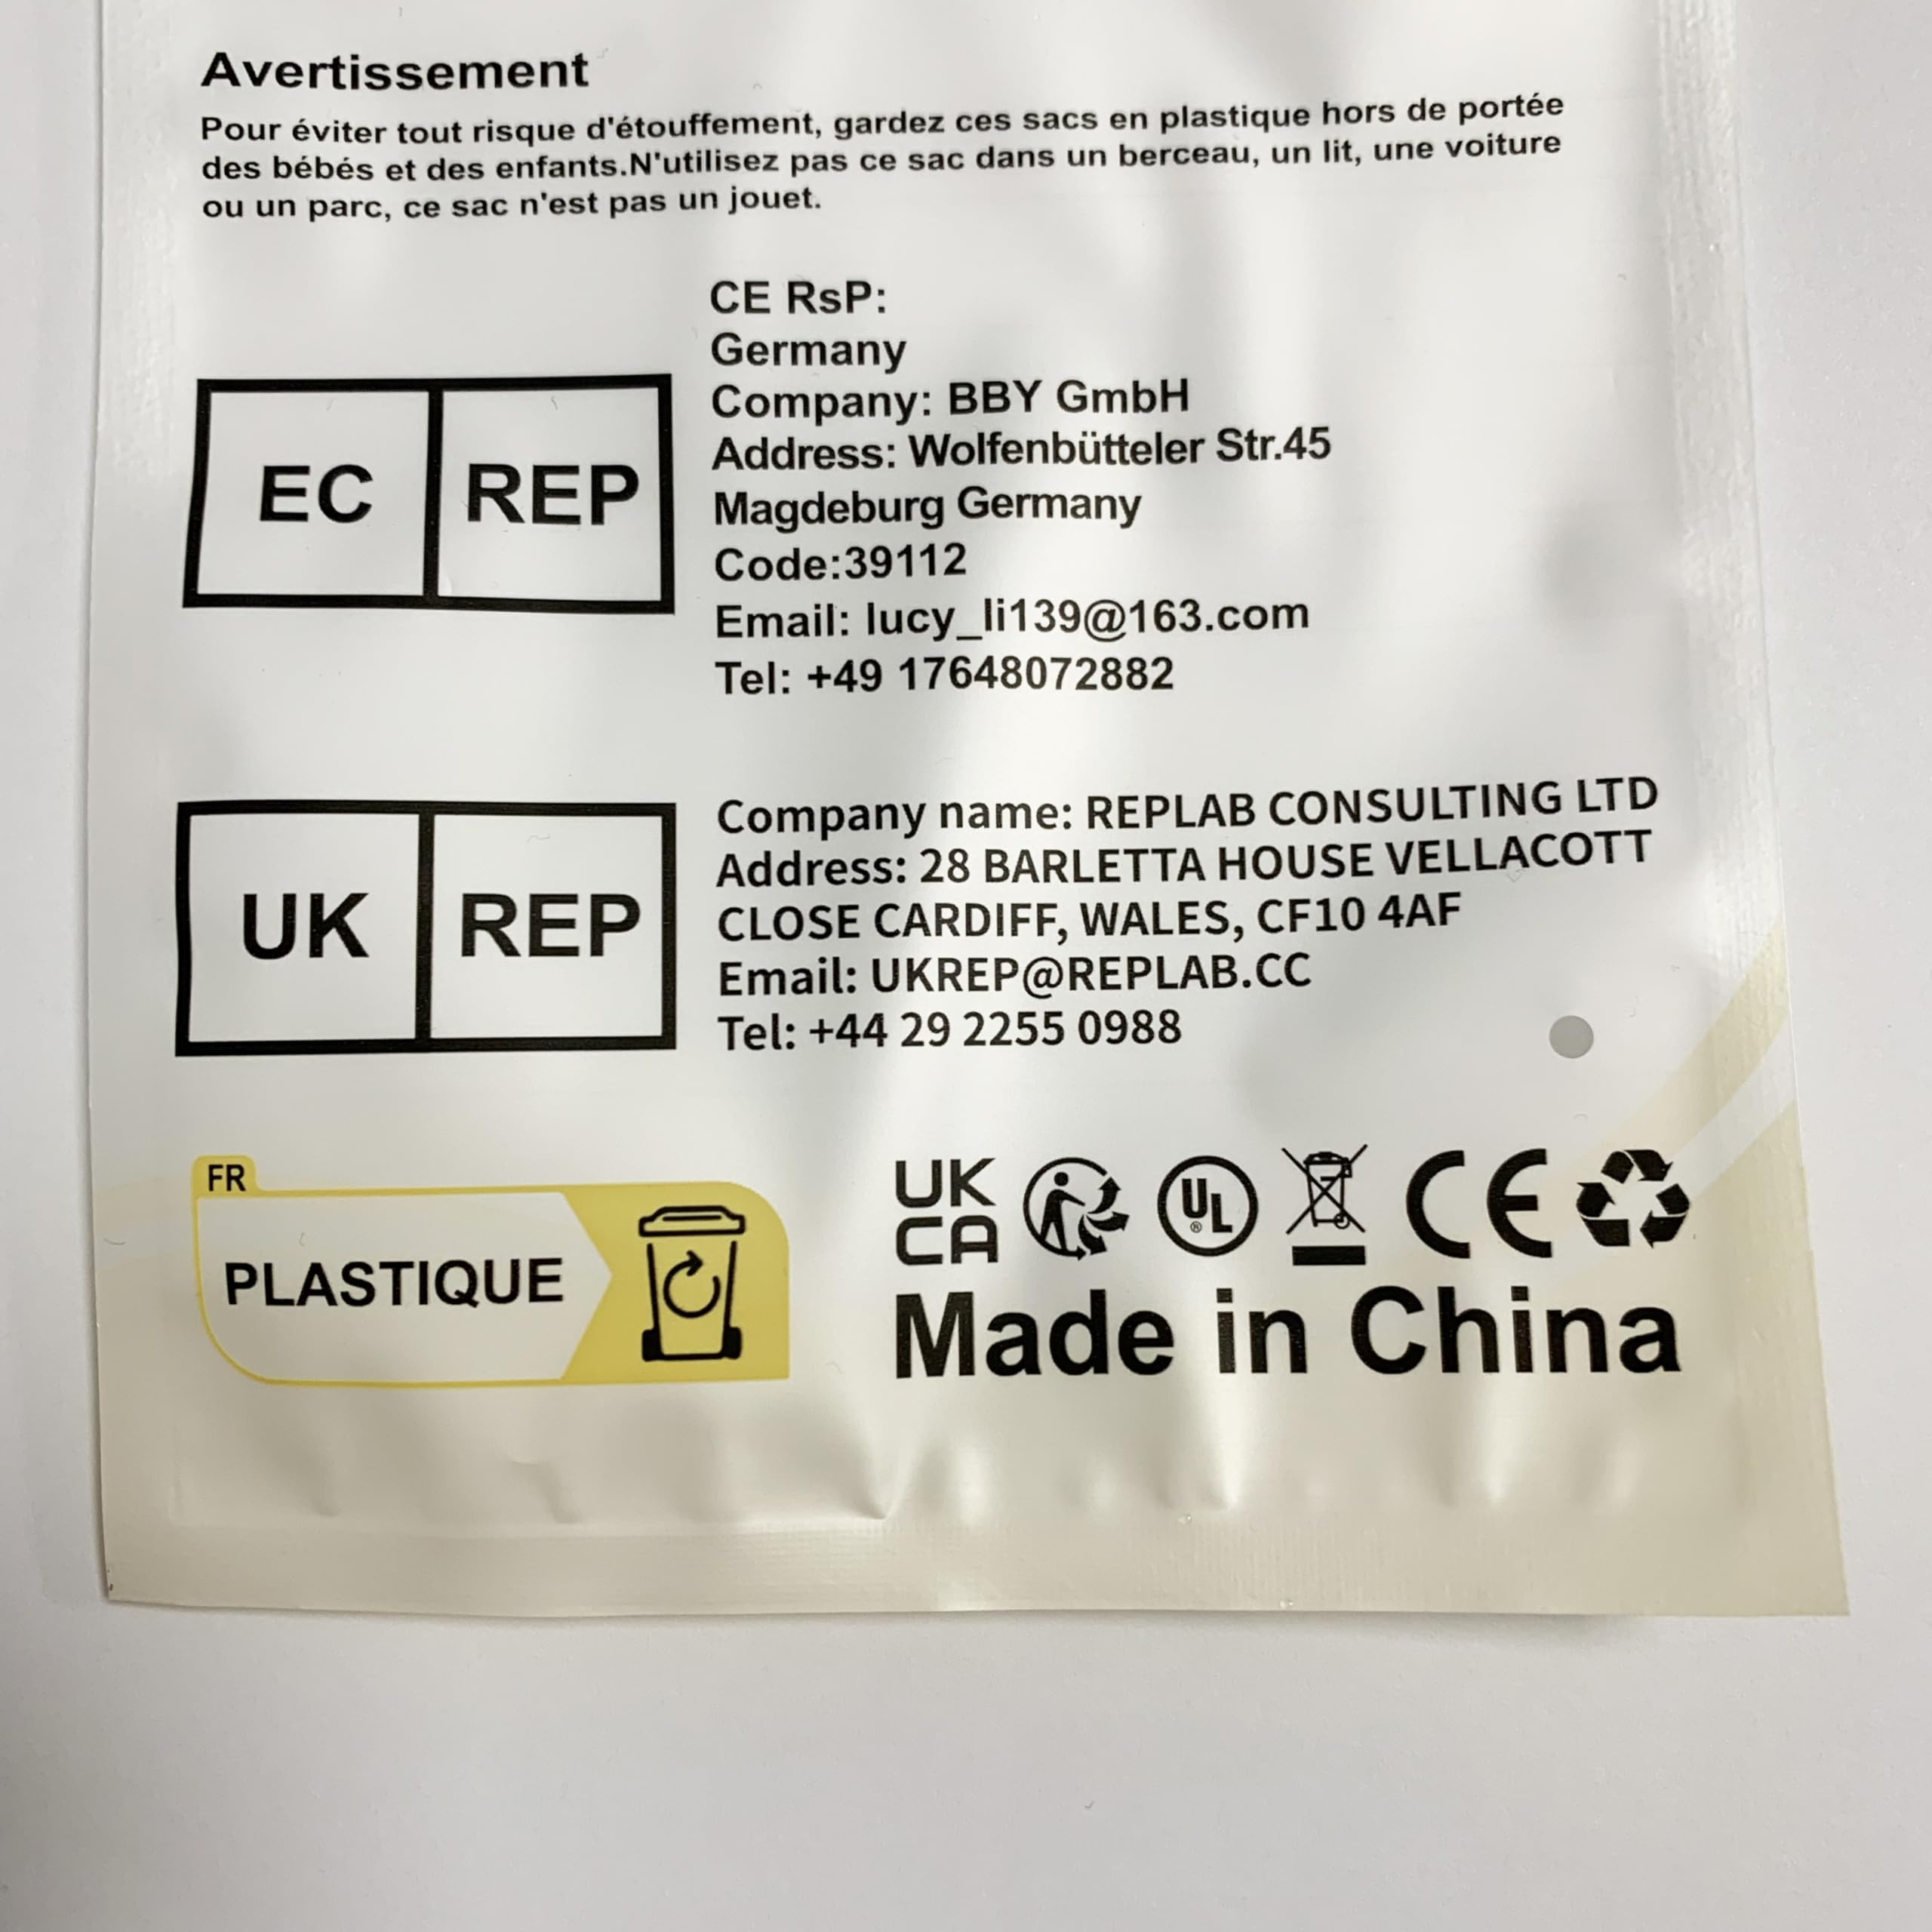 Avertissement
Pour éviter tout risque d'étouffement, gardez ces sacs en plastique hors de portée
des bébés et des enfants.N'utilisez pas ce sac dans un berceau, un lit, une voiture
ou un parc, ce sac n'est pas un jouet.
EC REP
CE RsP:
Germany
Company: BBY GmbH
Address: Wolfenbütteler Str.45
Magdeburg Germany
Code:39112
Email: lucy_li139@163.com
Tel: +49 17648072882
UK REP
Company name: REPLAB CONSULTING LTD
Address: 28 BARLETTA HOUSE VELLACOTT
CLOSE CARDIFF, WALES, CF10 4AF
Email: UKREP@REPLAB.CC
Tel: +44 29 2255 0988
FR
PLASTIQUE
UK
CA
UL ®
CE
Made in China